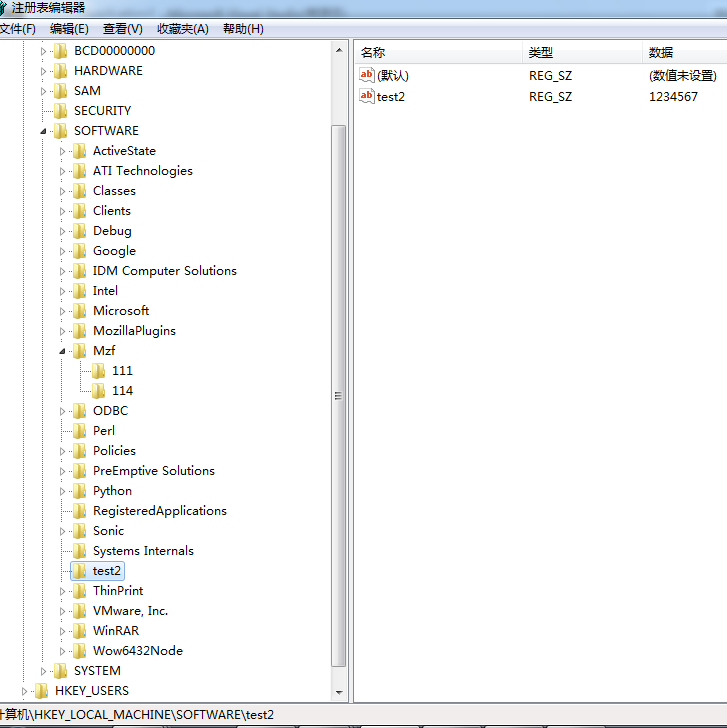 注册表编辑器
文件(F) 编辑(E) 查看(V) 收藏夹(A) 帮助(H)
BCD00000000
HARDWARE
SAM
SECURITY
SOFTWARE
ActiveState
ATI Technologies
Classes
Clients
Debug
Google
IDM Computer Solutions
Intel
Microsoft
MozillaPlugins
Mzf
111
114
ODBC
Perl
Policies
PreEmptive Solutions
Python
RegisteredApplications
Sonic
Systems Internals
test2
ThinPrint
VMware, Inc.
WinRAR
Wow6432Node
SYSTEM
HKEY_USERS
名称 类型 数据
ab (默认) REG_SZ (数值未设置)
ab test2 REG_SZ 1234567
计算机\HKEY_LOCAL_MACHINE\SOFTWARE\test2